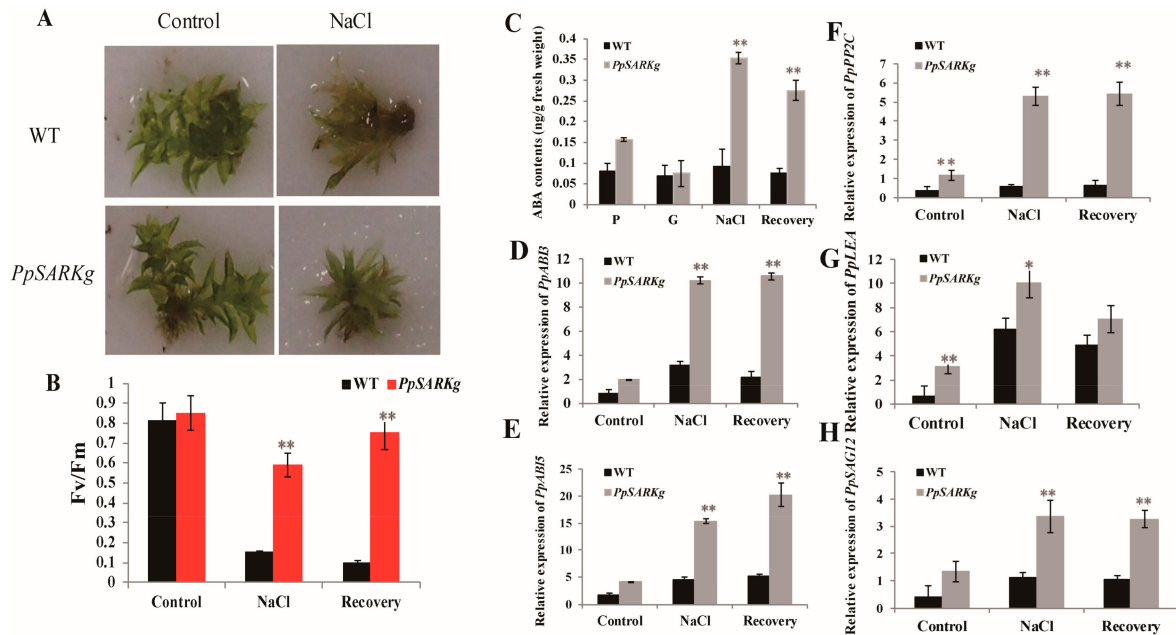 A
Control
NaCl
WT
PpSARKg
B
WT
PpSARKg
Fv/Fm
1
0.9
0.8
0.7
0.6
0.5
0.4
0.3
0.2
0.1
0
**
**
Control
NaCl
Recovery
C
WT
PpSARKg
ABA contents (ng/g fresh weight)
0.4
0.35
0.3
0.25
0.2
0.15
0.1
0.05
0
**
**
P
G
NaCl
Recovery
D
WT
PpSARKg
Relative expression of PpABI3
12
10
8
6
4
2
0
**
**
Control
NaCl
Recovery
E
WT
PpSARKg
Relative expression of PpABI5
25
20
15
10
5
0
**
**
Control
NaCl
Recovery
F
WT
PpSARKg
Relative expression of PpPP2C
7
6
5
4
3
2
1
0
**
**
**
Control
NaCl
Recovery
G
WT
PpSARKg
Relative expression of PpLEA
12
10
8
6
4
2
0
**
*
Control
NaCl
Recovery
H
WT
PpSARKg
Relative expression of PpSAG12
5
4
3
2
1
0
**
**
Control
NaCl
Recovery